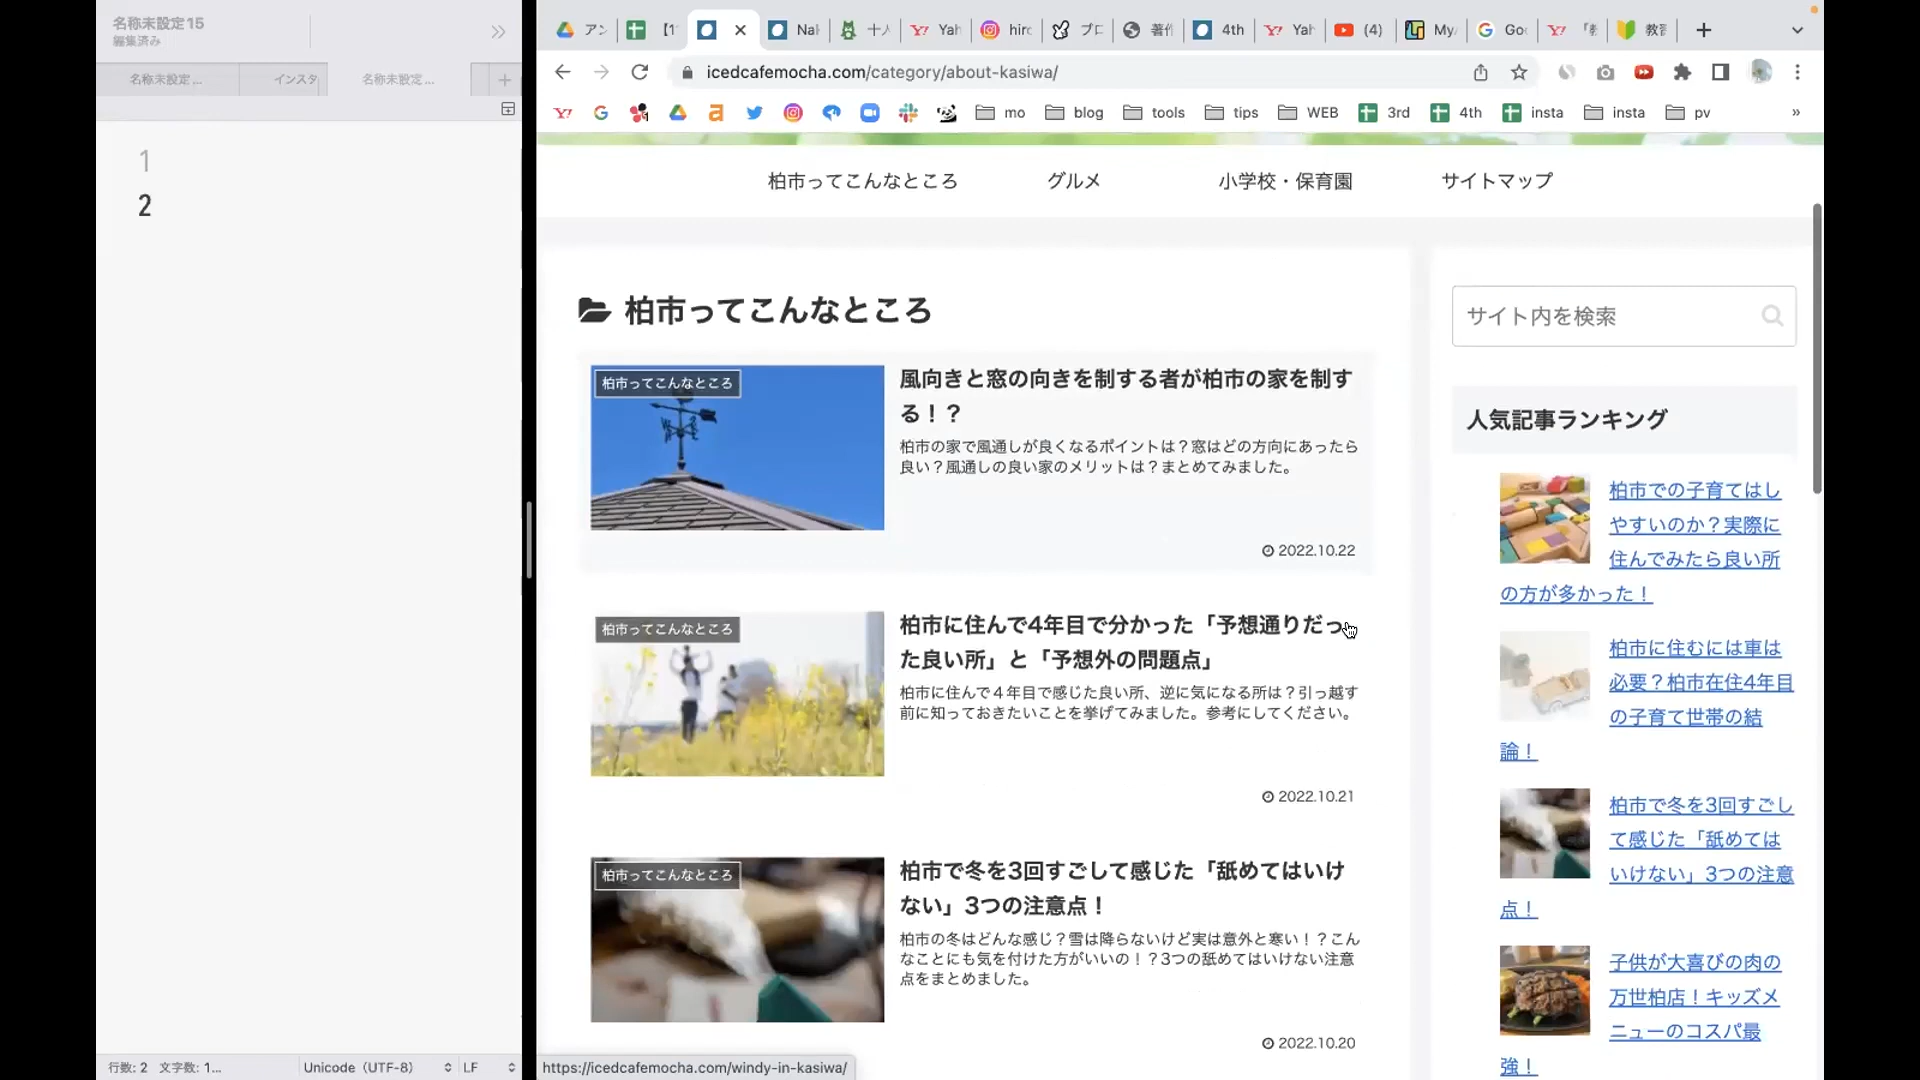 名称未設定 15
編集済み
名称未設定 ...
インスタ
名称未設定 ...
1
2
行数: 2 文字数: 1...
Unicode (UTF-8)
LF
アン
【1
Nal
十人
Yah
hiro
ブロ
著作
4th
Yah
(4)
My
Goo
教習
icedcafemocha.com/category/about-kasiwa/
mo
blog
tools
tips
WEB
3rd
4th
insta
insta
pv
»
柏市ってこんなところ
グルメ
小学校・保育園
サイトマップ
柏市ってこんなところ
柏市ってこんなところ
風向きと窓の向きを制する者が柏市の家を制す
る！？
柏市の家で風通しが良くなるポイントは？窓はどの方向にあったら
良い？風通しの良い家のメリットは？まとめてみました。
2022.10.22
柏市ってこんなところ
柏市に住んで4年目で分かった「予想通りだっ
た良い所」と「予想外の問題点」
柏市に住んで４年目で感じた良い所、逆に気になる所は？引っ越す
前に知っておきたいことを挙げてみました。参考にしてください。
2022.10.21
柏市ってこんなところ
柏市で冬を3回すごして感じた「舐めてはいけ
ない」3つの注意点！
柏市の冬はどんな感じ？雪は降らないけど実は意外と寒い！？こん
なことにも気を付けた方がいいの！？3つの舐めてはいけない注意
点をまとめました。
2022.10.20
サイト内を検索
人気記事ランキング
柏市での子育てはし
やすいのか？実際に
住んでみたら良い所
の方が多かった！
柏市に住むには車は
必要？柏市在住4年目
の子育て世帯の結
論！
柏市で冬を3回すごし
て感じた「舐めては
いけない」3つの注意
点！
子供が大喜びの肉の
万世柏店！キッズメ
ニューのコスパ最
強！
https://icedcafemocha.com/windy-in-kasiwa/